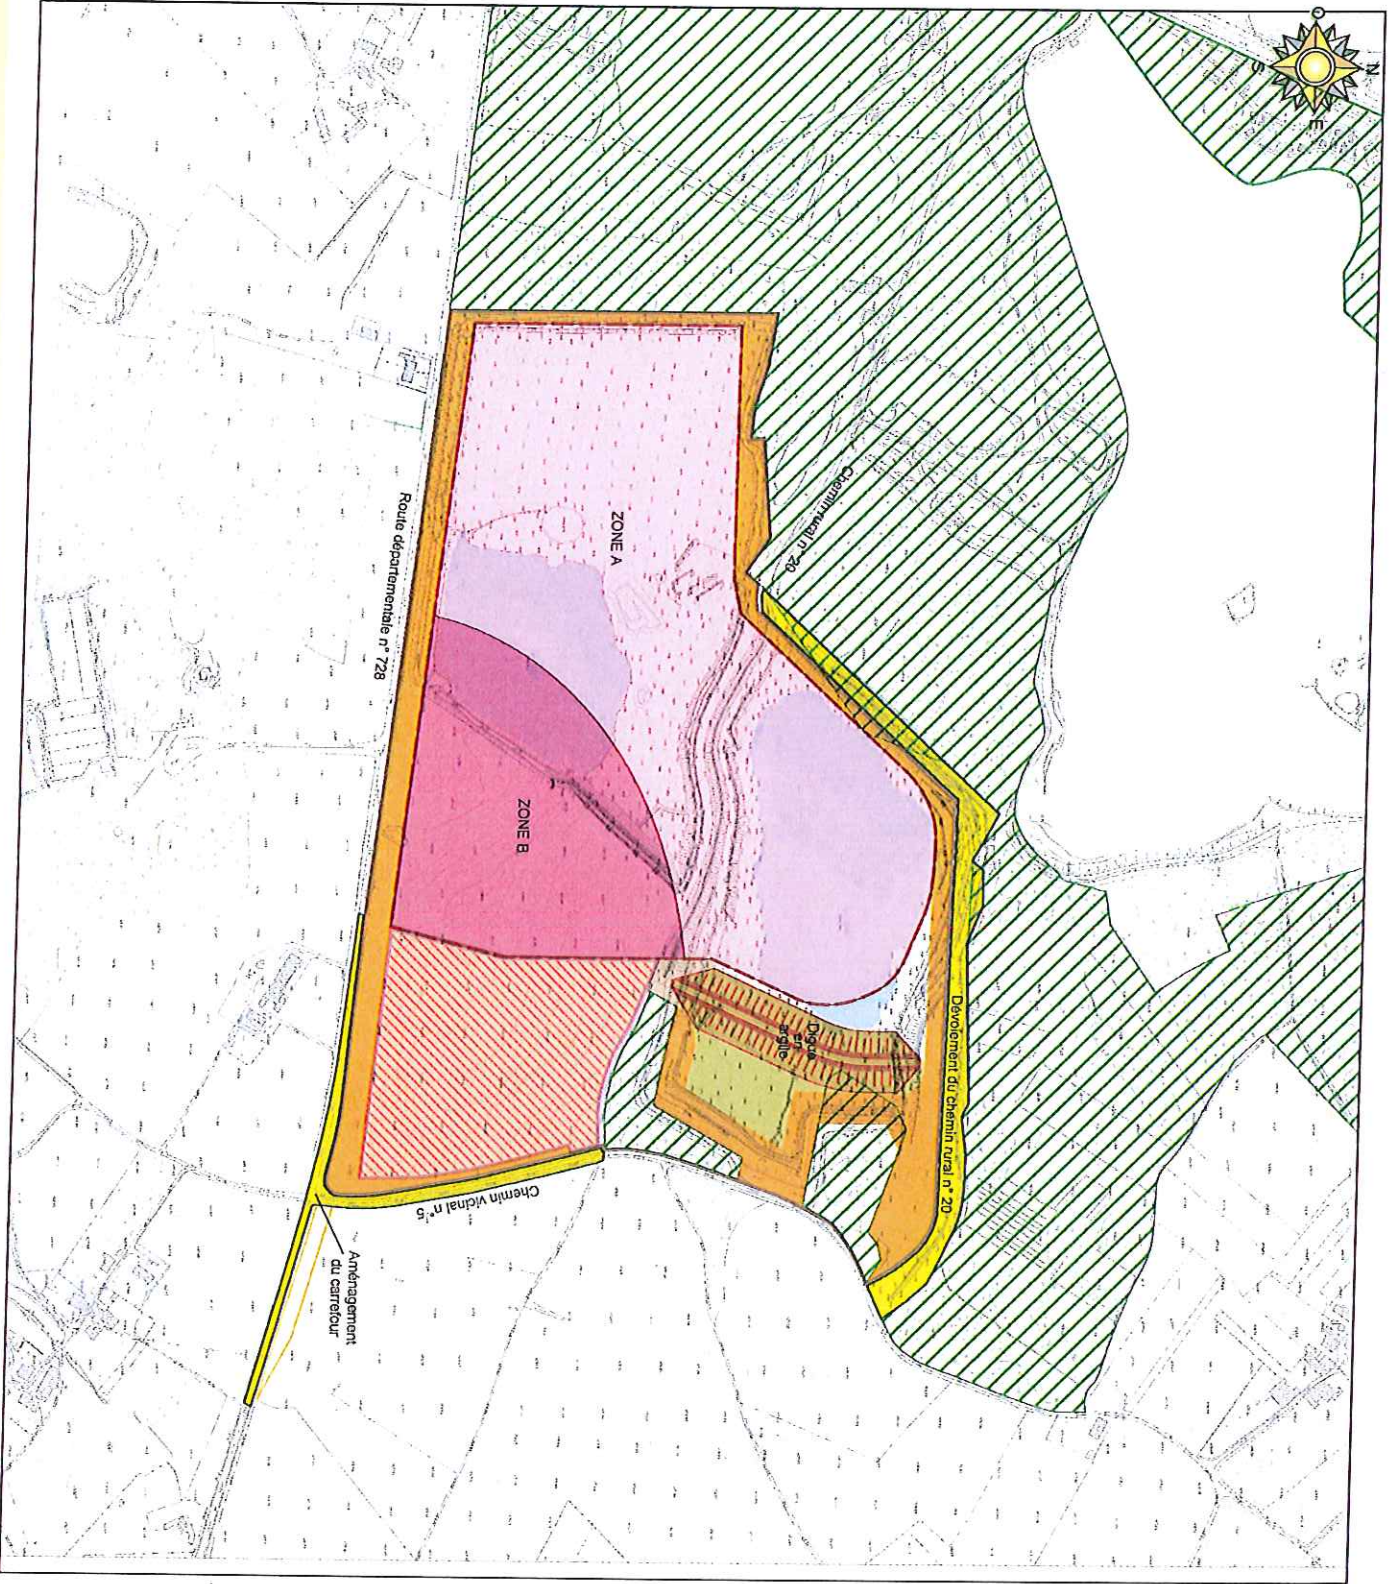 O
N
S
E
Chemin rural n° 20
ZONE A
Route départementale n° 728
ZONE B
Digue
en
argile
Dévoiement du chemin rural n° 20
Chemin vicinal n° 5
Aménagement
du carrefour